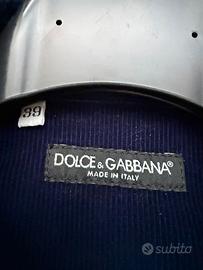 39
DOLCE & GABBANA®
MADE IN ITALY
subito